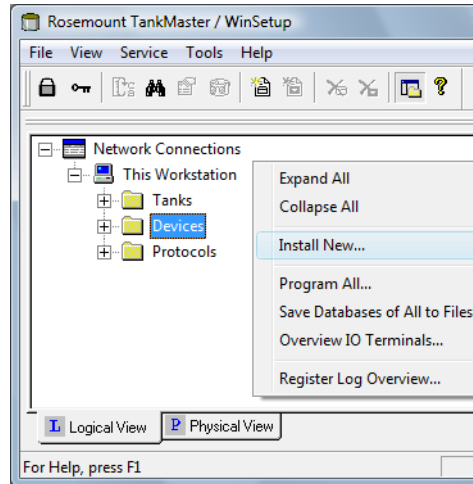 Rosemount TankMaster / WinSetup
File View Service Tools Help
Network Connections
This Workstation
Tanks
Devices
Protocols
Expand All
Collapse All
Install New...
Program All...
Save Databases of All to Files
Overview IO Terminals...
Register Log Overview...
L Logical View P Physical View
For Help, press F1